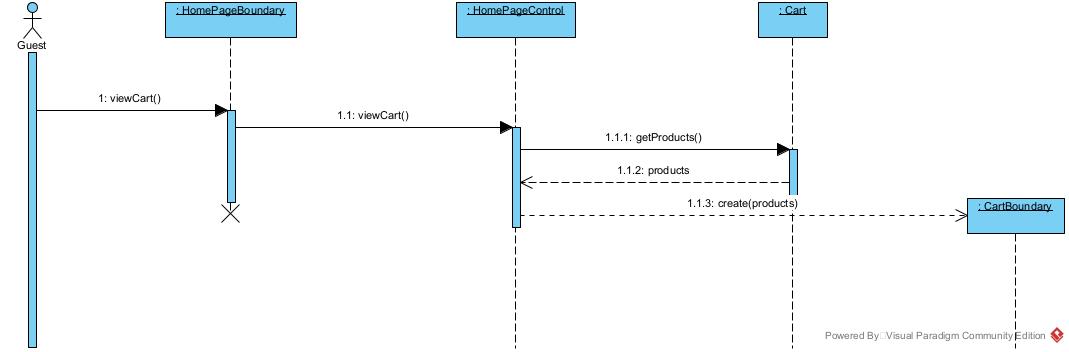 : HomePageBoundary
: HomePageControl
: Cart
Guest
1: viewCart()
1.1: viewCart()
1.1.1: getProducts()
1.1.2: products
1.1.3: create(products)
: CartBoundary
Powered By Visual Paradigm Community Edition